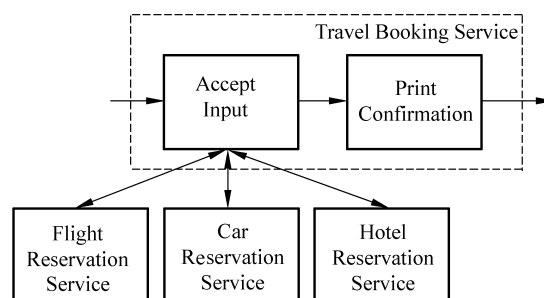 Travel Booking Service
Accept
Input
Print
Confirmation
Flight
Reservation
Service
Car
Reservation
Service
Hotel
Reservation
Service